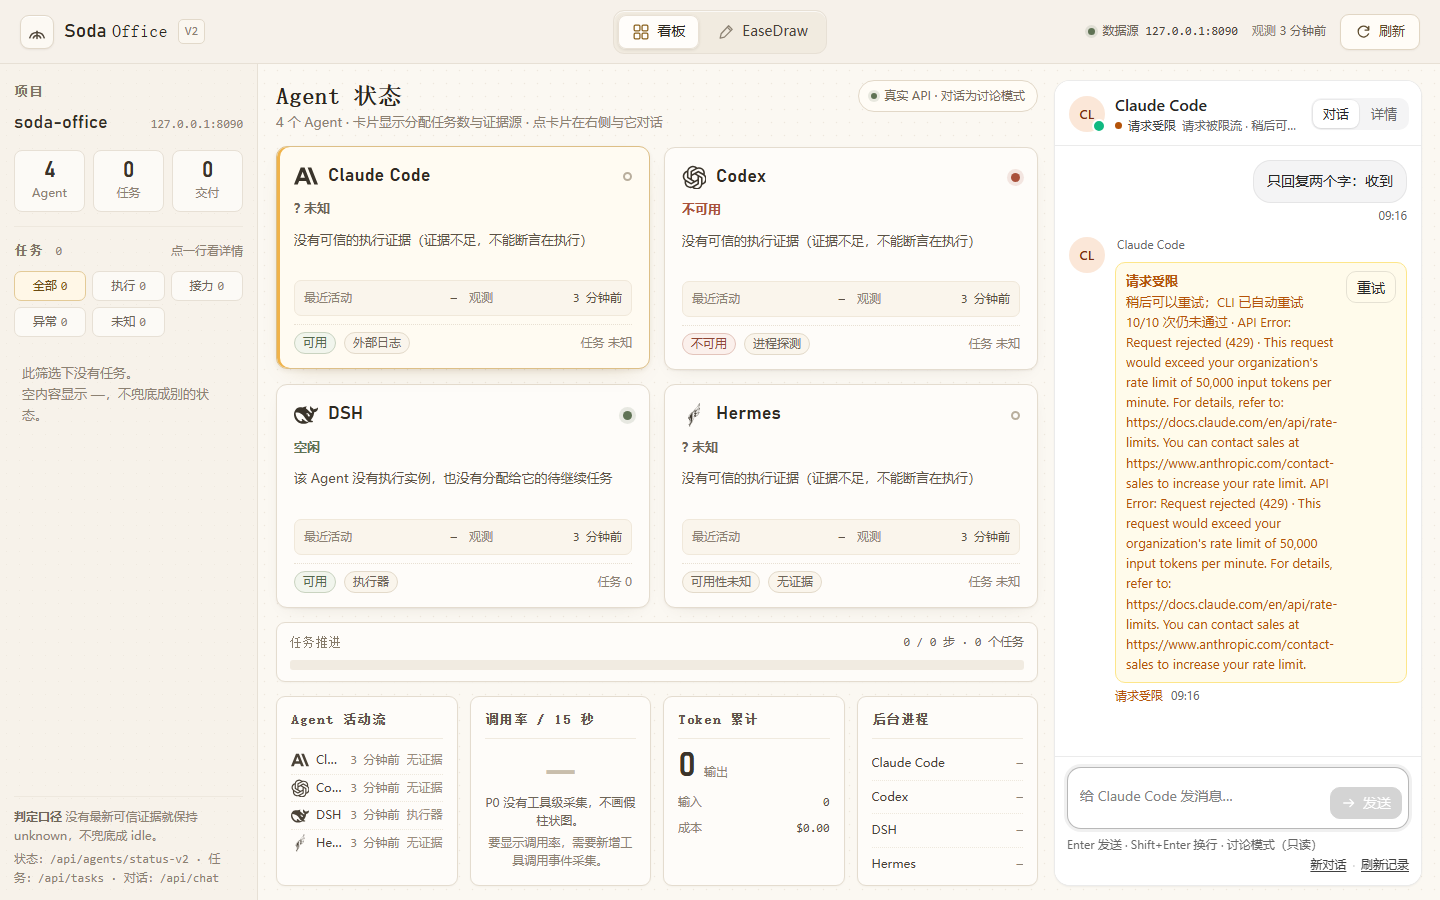 Soda Office V2
看板
EaseDraw
数据源 127.0.0.1:8090 观测 3 分钟前
刷新
项目
soda-office 127.0.0.1:8090
4 0 0
Agent 任务 交付
任务 0 点一行看详情
全部 0 执行 0 接力 0
异常 0 未知 0
此筛选下没有任务。
空内容显示 —，不兜底成别的状
态。
判定口径 没有最新可信证据就保持
unknown，不兜底成 idle。
状态: /api/agents/status-v2 · 任
务: /api/tasks · 对话: /api/chat
Agent 状态
4 个 Agent · 卡片显示分配任务数与证据源 · 点卡片在右侧与它对话
真实 API · 对话为讨论模式
Claude Code
? 未知
没有可信的执行证据（证据不足，不能断言在执行）
最近活动 — 观测 3 分钟前
可用 外部日志 任务 未知
Codex
不可用
没有可信的执行证据（证据不足，不能断言在执行）
最近活动 — 观测 3 分钟前
不可用 进程探测 任务 未知
DSH
空闲
该 Agent 没有执行实例，也没有分配给它的待继续任务
最近活动 — 观测 3 分钟前
可用 执行器 任务 0
Hermes
? 未知
没有可信的执行证据（证据不足，不能断言在执行）
最近活动 — 观测 3 分钟前
可用性未知 无证据 任务 未知
任务推进 0 / 0 步 · 0 个任务
Agent 活动流
Cl... 3 分钟前 无证据
Co... 3 分钟前 无证据
DSH 3 分钟前 执行器
He... 3 分钟前 无证据
调用率 / 15 秒
—
P0 没有工具级采集，不画假
柱状图。
要显示调用率，需要新增工
具调用事件采集。
Token 累计
0 输出
输入 0
成本 $0.00
后台进程
Claude Code —
Codex —
DSH —
Hermes —
CL
Claude Code
请求受限 请求被限流 · 稍后可...
对话 详情
只回复两个字：收到
09:16
CL
Claude Code
请求受限
重试
稍后可以重试；CLI 已自动重试
10/10 次仍未通过 · API Error:
Request rejected (429) · This request
would exceed your organization's
rate limit of 50,000 input tokens per
minute. For details, refer to:
https://docs.claude.com/en/api/rate-
limits. You can contact sales at
https://www.anthropic.com/contact-
sales to increase your rate limit. API
Error: Request rejected (429) · This
request would exceed your
organization's rate limit of 50,000
input tokens per minute. For details,
refer to:
https://docs.claude.com/en/api/rate-
limits. You can contact sales at
https://www.anthropic.com/contact-
sales to increase your rate limit.
请求受限 09:16
给 Claude Code 发消息...
发送
Enter 发送 · Shift+Enter 换行 · 讨论模式（只读）
新对话 · 刷新记录